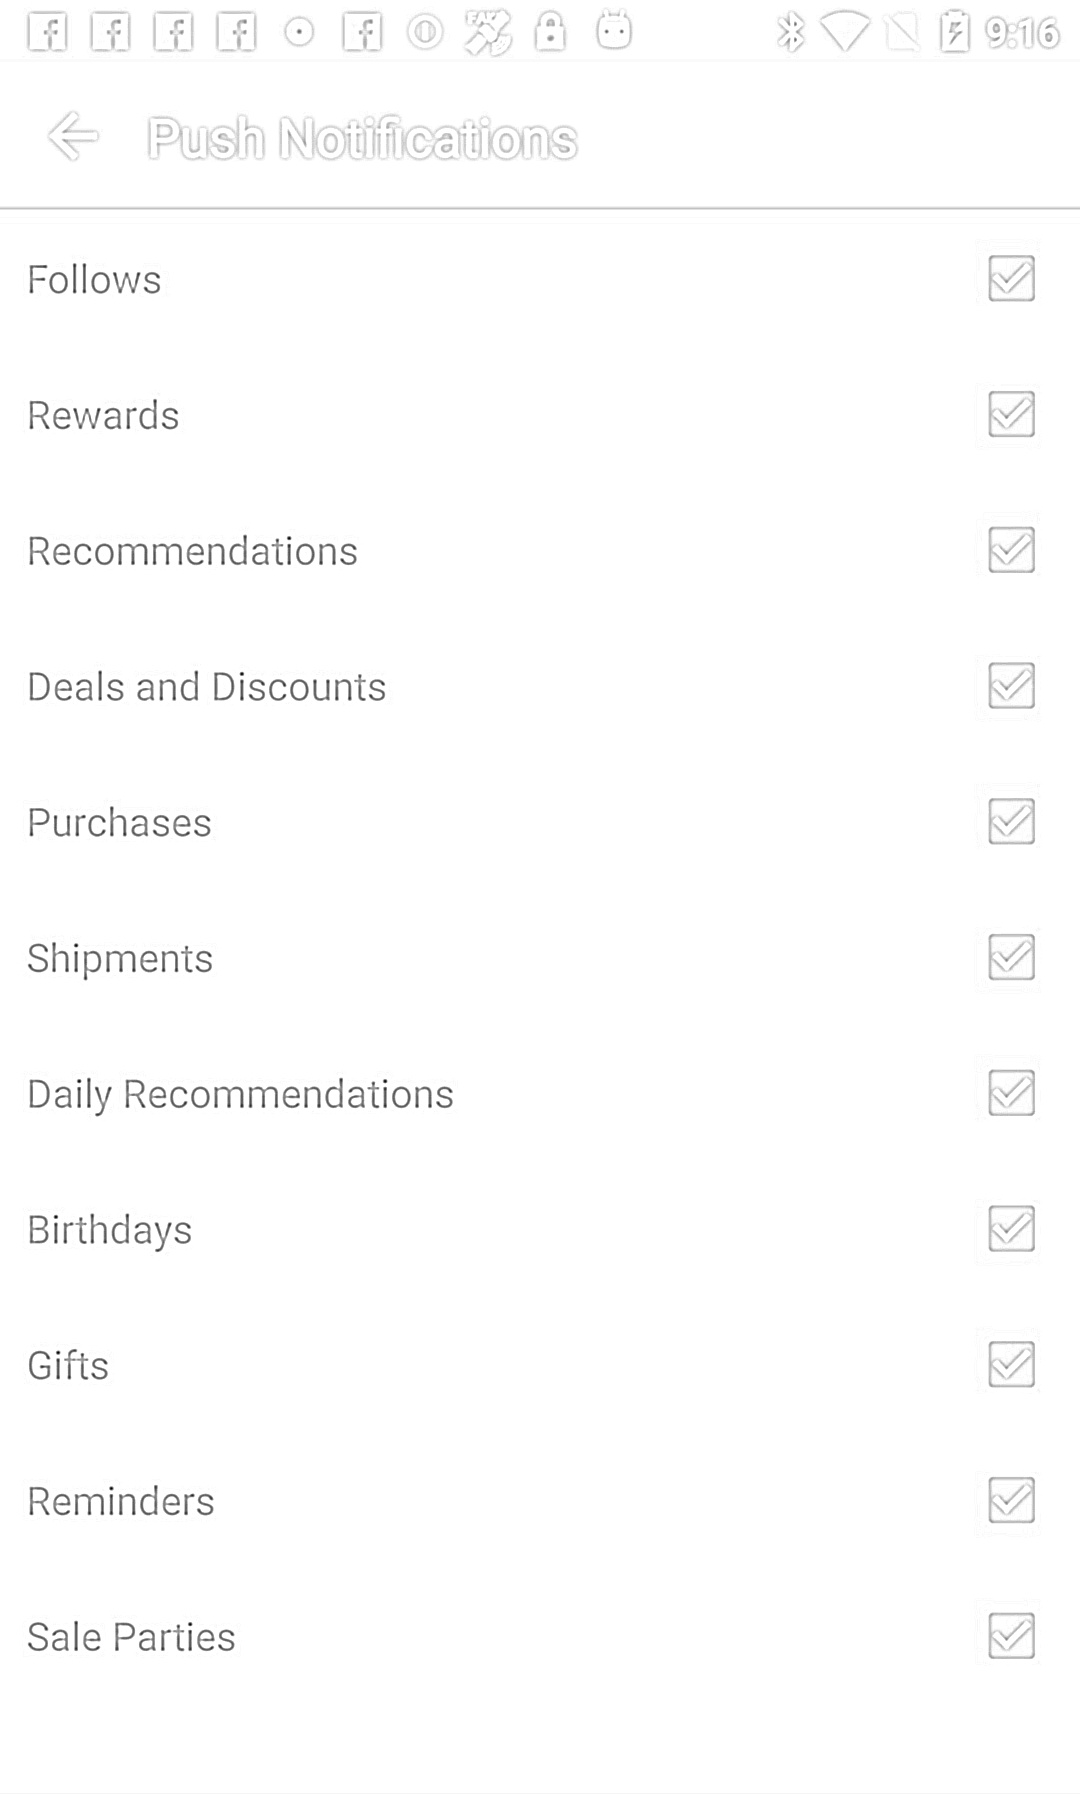 9:16
Push Notifications
Follows
Rewards
Recommendations
Deals and Discounts
Purchases
Shipments
Daily Recommendations
Birthdays
Gifts
Reminders
Sale Parties